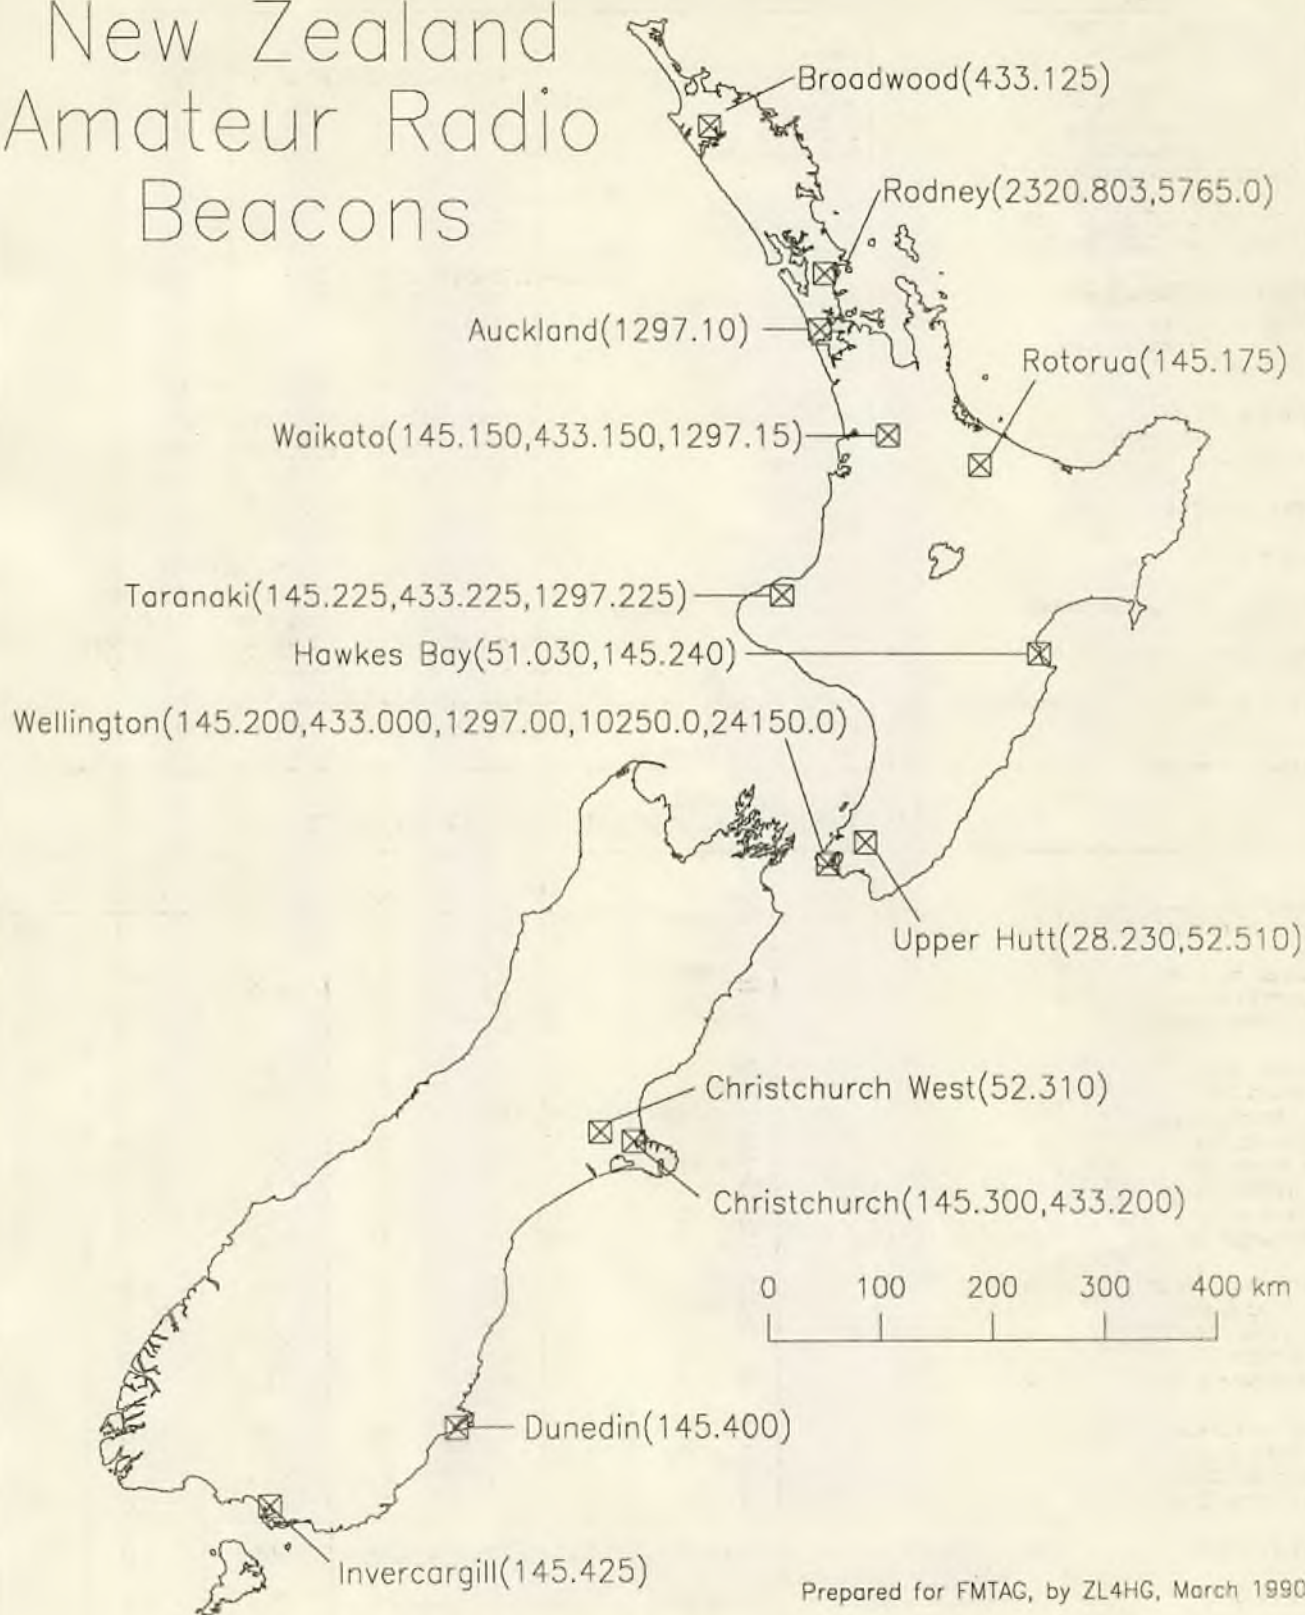 New Zealand
Amateur Radio
Beacons
Broadwood(433.125)
Rodney(2320.803,5765.0)
Auckland(1297.10)
Rotorua(145.175)
Waikato(145.150,433.150,1297.15)
Taranaki(145.225,433.225,1297.225)
Hawkes Bay(51.030,145.240)
Wellington(145.200,433.000,1297.00,10250.0,24150.0)
Upper Hutt(28.230,52.510)
Christchurch West(52.310)
Christchurch(145.300,433.200)
0 100 200 300 400 km
Dunedin(145.400)
Invercargill(145.425)
Prepared for FMTAG, by ZL4HG, March 1990